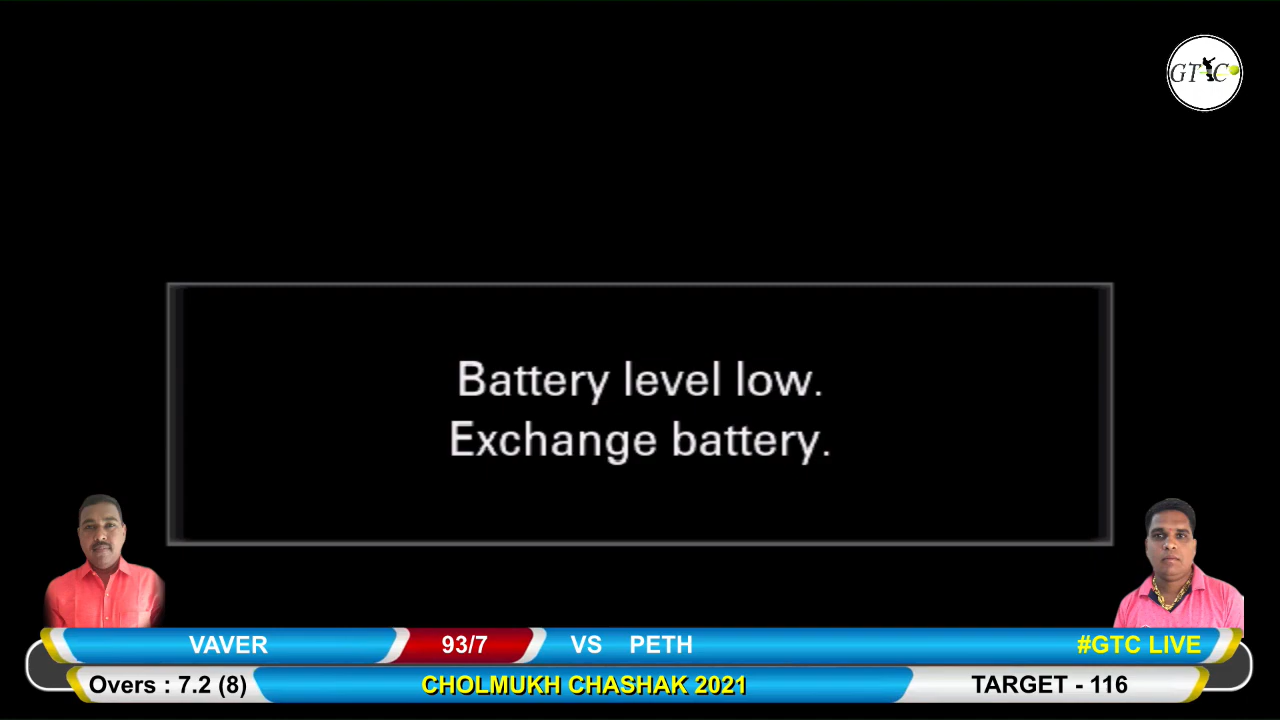 GTC
Battery level low.
Exchange battery.
VAVER 93/7 VS PETH #GTC LIVE
Overs : 7.2 (8) CHOLMUKH CHASHAK 2021 TARGET - 116